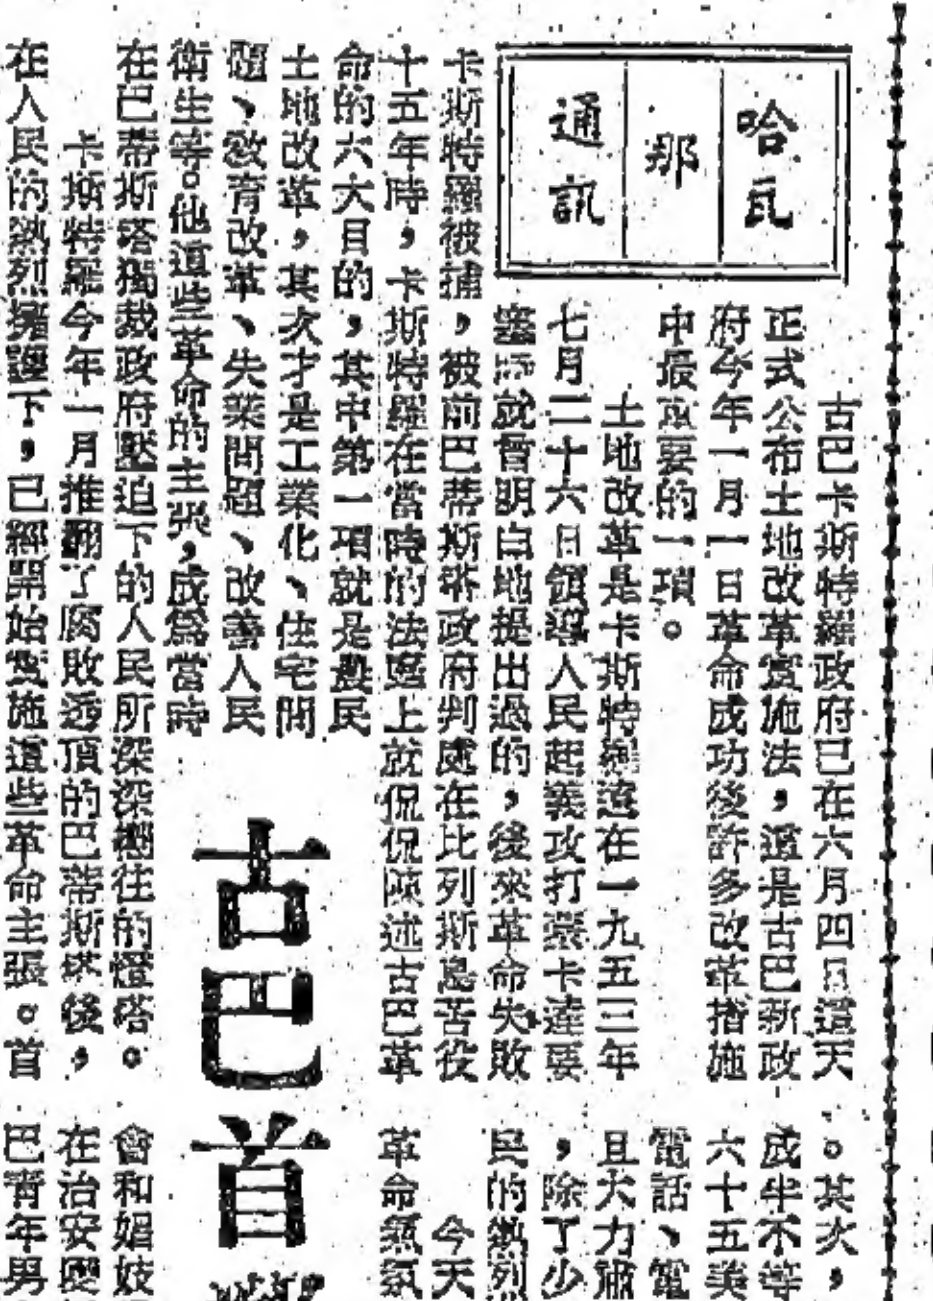 哈瓦
那
通訊
古巴卡斯特羅政府已在六月四日這天
正式公布土地改革實施法，這是古巴新政
府今年一月一日革命成功後許多改革措施
中最重要的一項。
土地改革是卡斯特羅遠在一九五三年
七月二十六日領導人民起義攻打蒙卡達要
塞時就曾明白地提出過的，後來革命失敗
卡斯特羅被捕，被前巴蒂斯塔政府判處在比列斯島苦役
十五年時，卡斯特羅在當時的法庭上就侃侃陳述古巴革
命的六大目的，其中第一項就是農民
土地改革，其次才是工業化、住宅問
題、敎育改革、失業問題、改善人民
衛生等。他這些革命的主張，成爲當時
在巴蒂斯塔獨裁政府壓迫下的人民所深深嚮往的燈塔。
卡斯特羅今年一月推翻了腐敗透頂的巴蒂斯塔後，
在人民的熱烈擁護下，已經開始實施這些革命主張。首
古巴首
。其次，
成半不等
六十五美
電話、電
且大力
，除了少
民的熱烈
今天
革命氣氛
會和娼妓
在治安
巴青年男